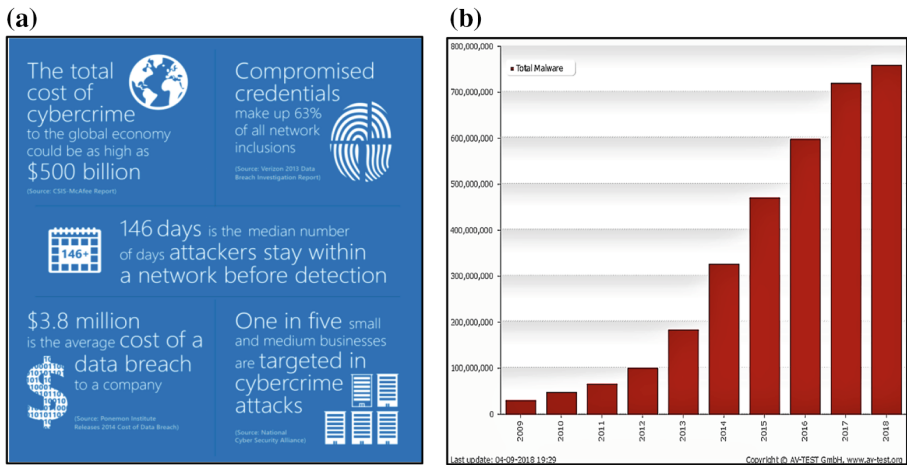 (a)
The total
cost of
cybercrime
to the global economy
could be as high as
$500 billion
(Source: CSIS-McAfee Report)
Compromised
credentials
make up 63%
of all network
inclusions
(Source: Verizon 2013 Data
Breach Investigation Report)
146+
146 days is the median number
of days attackers stay within
a network before detection
$3.8 million
is the average cost of a
data breach
to a company
(Source: Ponemon Institute
Releases 2014 Cost of Data Breach)
One in five small
and medium businesses
are targeted in
cybercrime
attacks
(Source: National
Cyber Security Alliance)
(b)
Total Malware
800,000,000
700,000,000
600,000,000
500,000,000
400,000,000
300,000,000
200,000,000
100,000,000
0
2009
2010
2011
2012
2013
2014
2015
2016
2017
2018
Last update: 04-09-2018 19:29
Copyright © AV-TEST GmbH, www.av-test.org